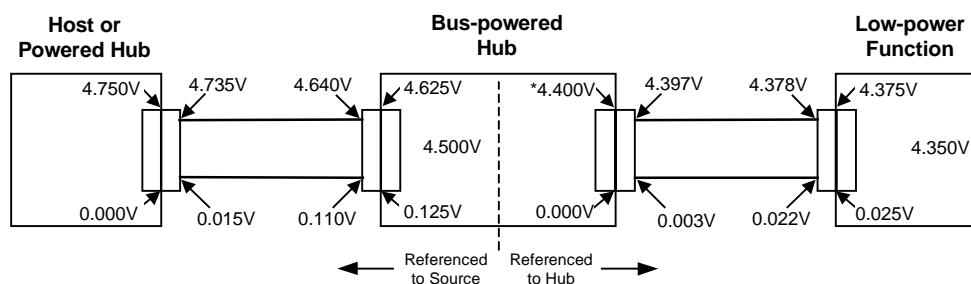 Host or
Powered Hub
Bus-powered
Hub
Low-power
Function
4.750V
4.735V
4.640V
4.625V
*4.400V
4.397V
4.378V
4.375V
4.500V
4.350V
0.000V
0.015V
0.110V
0.125V
0.000V
0.003V
0.022V
0.025V
Referenced
to Source
Referenced
to Hub